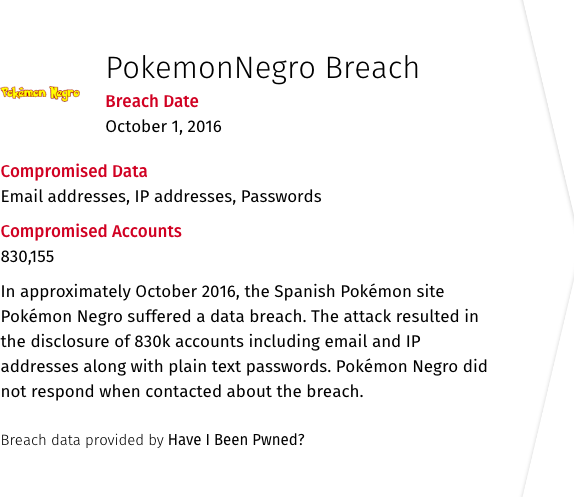 PokemonNegro Breach
Pokémon Negro
Breach Date
October 1, 2016
Compromised Data
Email addresses, IP addresses, Passwords
Compromised Accounts
830,155
In approximately October 2016, the Spanish Pokémon site
Pokémon Negro suffered a data breach. The attack resulted in
the disclosure of 830k accounts including email and IP
addresses along with plain text passwords. Pokémon Negro did
not respond when contacted about the breach.
Breach data provided by Have I Been Pwned?